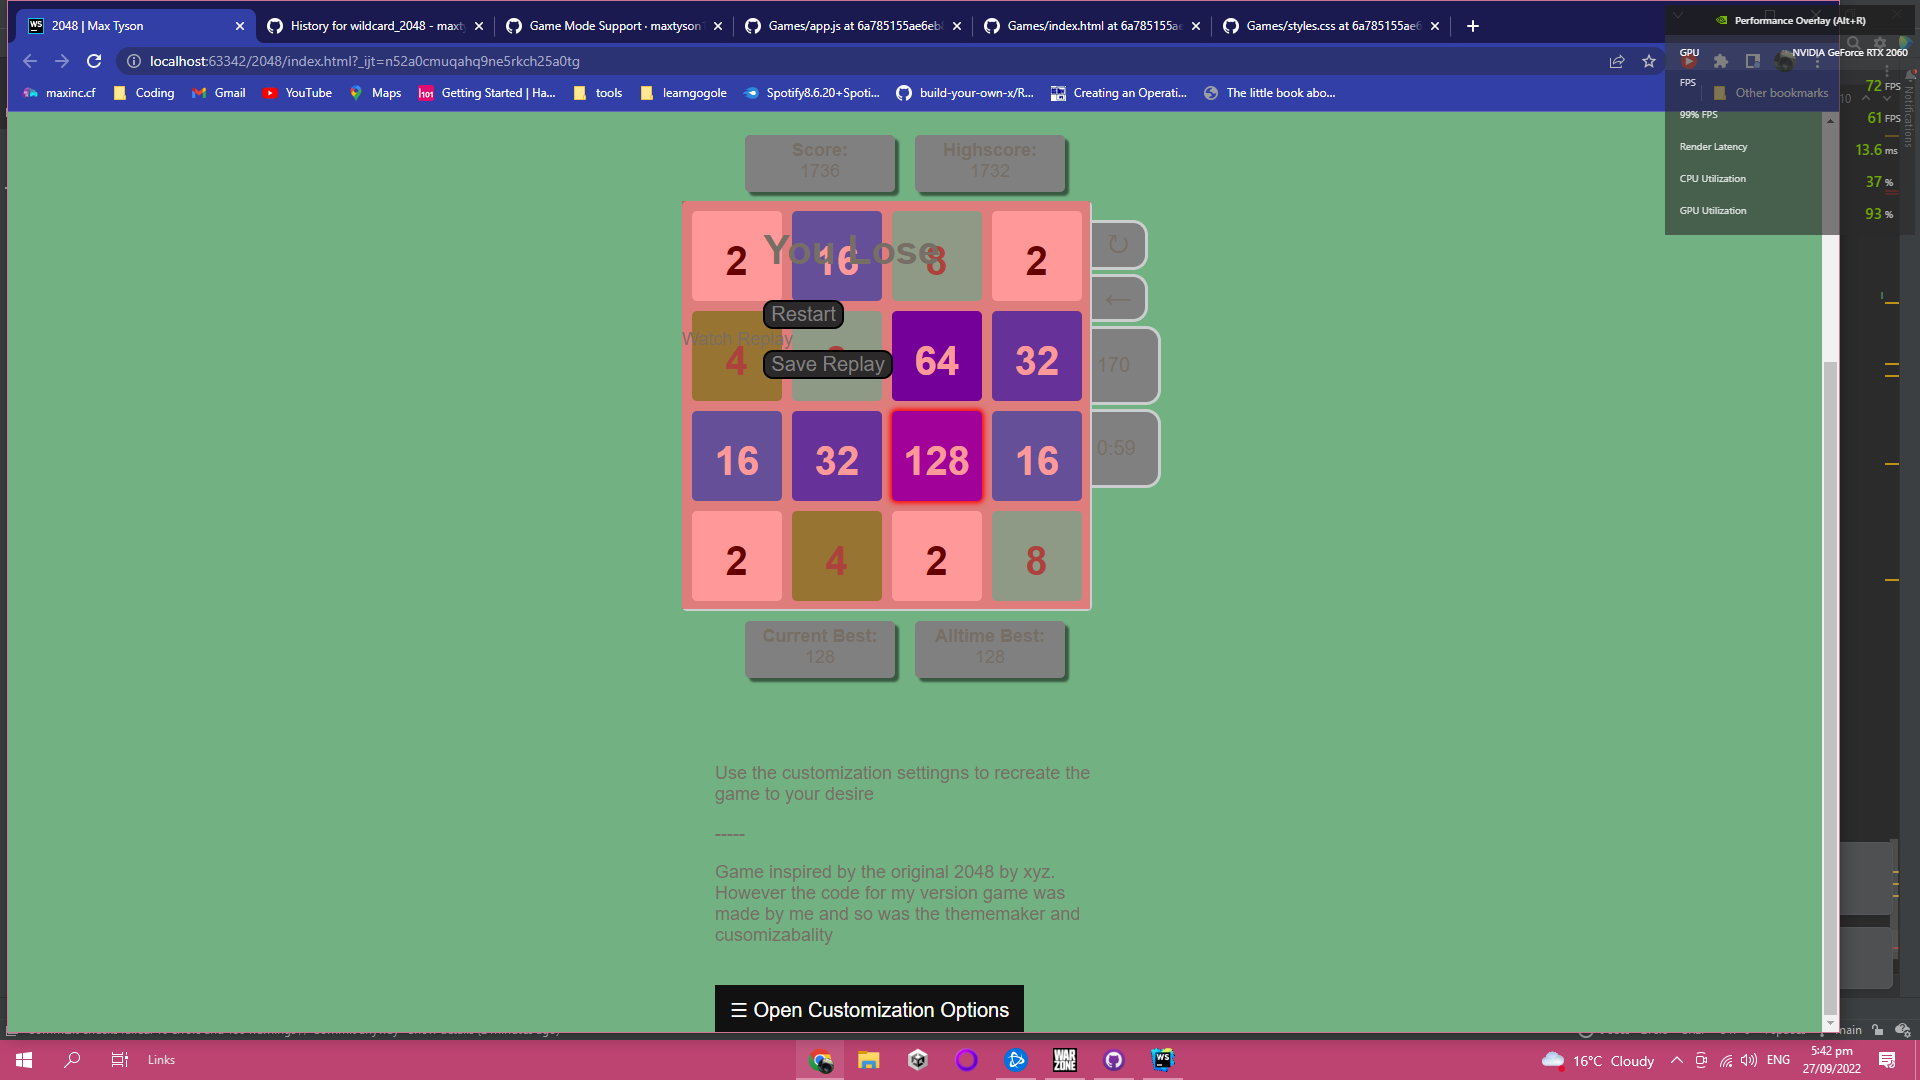 2048 | Max Tyson
History for wildcard_2048 - maxty
Game Mode Support · maxtyson1
Games/app.js at 6a785155ae6eb
Games/index.html at 6a785155ae
Games/styles.css at 6a785155ae6
Performance Overlay (Alt+R)
localhost:63342/2048/index.html?_ijt=n52a0cmuqahq9ne5rkch25a0tg
GPU
NVIDIA GeForce RTX 2060
maxinc.cf
Coding
Gmail
YouTube
Maps
Getting Started | Ha...
tools
learngogole
Spotify8.6.20+Spoti...
build-your-own-x/R...
Creating an Operati...
The little book abo...
Other bookmarks
FPS
72 FPS
99% FPS
61 FPS
Render Latency
13.6 ms
CPU Utilization
37 %
GPU Utilization
93 %
Notifications
Score:
1736
Highscore:
1732
You Lose
2
16
8
2
Restart
Watch Replay
Save Replay
4
64
32
170
16
32
128
16
0:59
2
4
2
8
Current Best:
128
Alltime Best:
128
Use the customization settingns to recreate the
game to your desire
-----
Game inspired by the original 2048 by xyz.
However the code for my version game was
made by me and so was the thememaker and
cusomizabality
☰ Open Customization Options
main
Links
WAR
ZONE
WS
16°C Cloudy
ENG
5:42 pm
27/09/2022